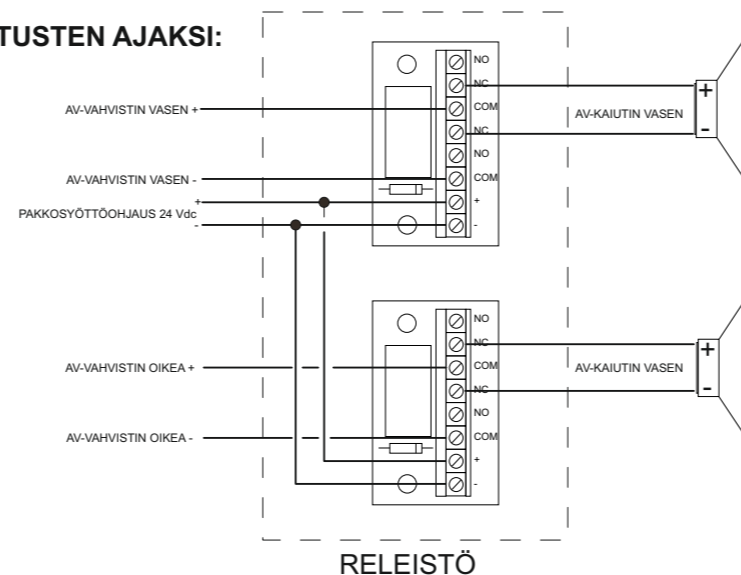 TUSTEN AJAKSI:
NO
NC
AV-VAHVISTIN VASEN +
COM
AV-KAIUTIN VASEN
+
-
NC
NO
AV-VAHVISTIN VASEN -
COM
+
+
PAKKOSYÖTTÖOHJAUS 24 Vdc
-
-
NO
NC
AV-VAHVISTIN OIKEA +
COM
AV-KAIUTIN VASEN
+
-
NC
NO
AV-VAHVISTIN OIKEA -
COM
+
-
RELEISTÖ